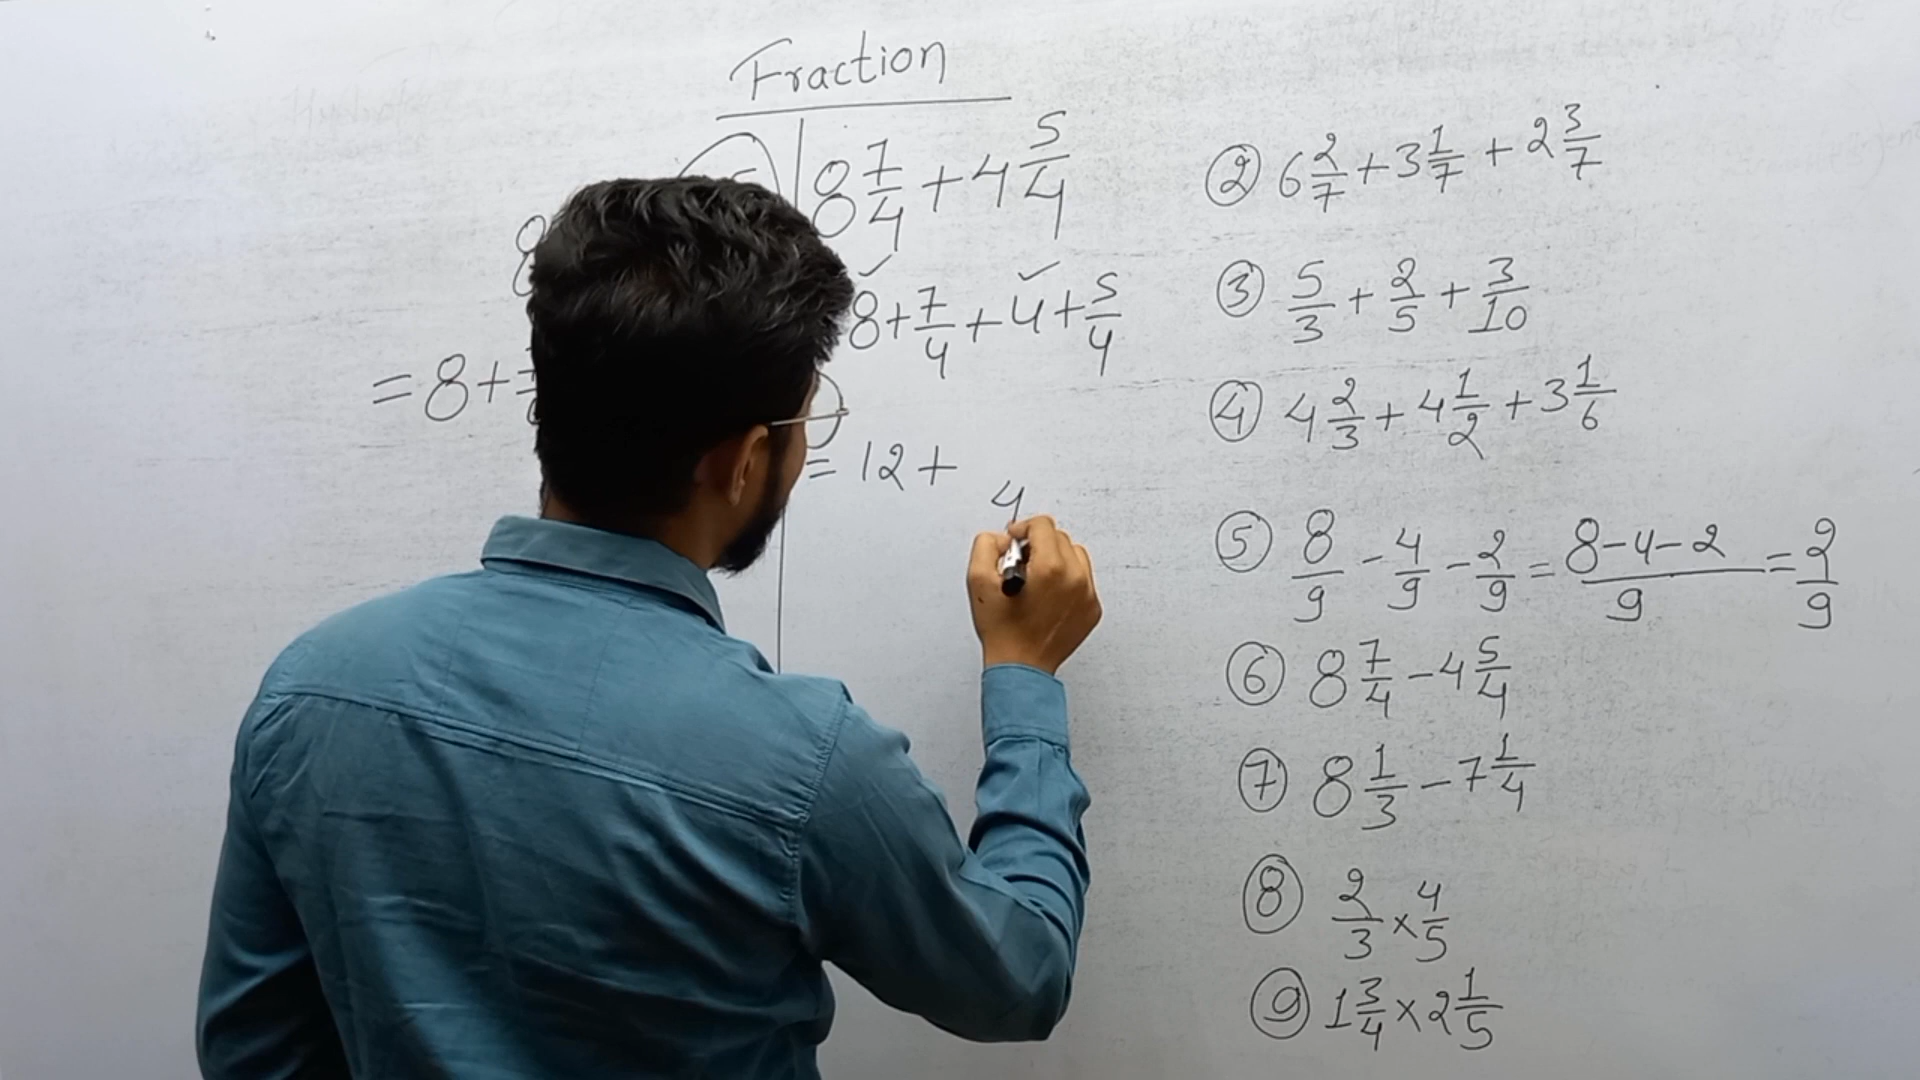 Fraction
8 7/4 + 4 5/4
8 + 7/4 + 4 + 5/4
= 8 +
= 12 +
4
② 6 2/7 + 3 1/7 + 2 3/7
③ 5/3 + 2/5 + 3/10
④ 4 2/3 + 4 1/2 + 3 1/6
⑤ 8/9 - 4/9 - 2/9 = 8-4-2/9 = 2/9
⑥ 8 7/4 - 4 5/4
⑦ 8 1/3 - 7 1/4
⑧ 2/3 × 4/5
⑨ 1 3/4 × 2 1/5